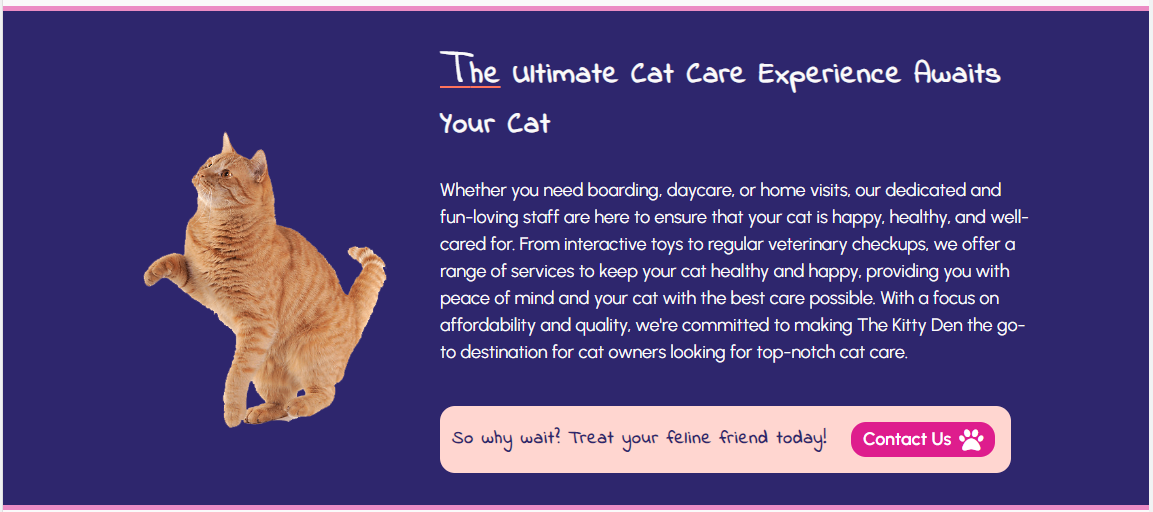 The Ultimate Cat Care Experience Awaits
Your Cat
Whether you need boarding, daycare, or home visits, our dedicated and
fun-loving staff are here to ensure that your cat is happy, healthy, and well-
cared for. From interactive toys to regular veterinary checkups, we offer a
range of services to keep your cat healthy and happy, providing you with
peace of mind and your cat with the best care possible. With a focus on
affordability and quality, we're committed to making The Kitty Den the go-
to destination for cat owners looking for top-notch cat care.
So why wait? Treat your feline friend today!
Contact Us